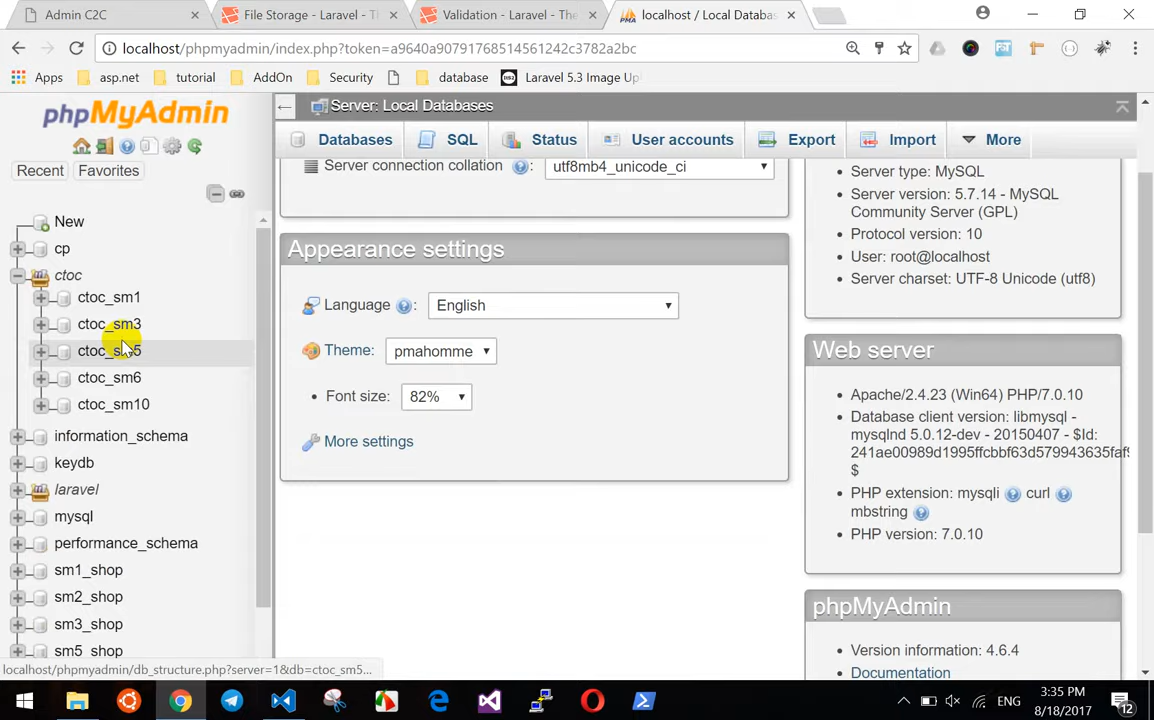 Admin C2C
File Storage - Laravel - Th
Validation - Laravel - The
localhost / Local Databas
localhost/phpmyadmin/index.php?token=a9640a90791768514561242c3782a2bc
Apps
asp.net
tutorial
AddOn
Security
database
Laravel 5.3 Image Up
phpMyAdmin
Recent
Favorites
New
cp
ctoc
ctoc_sm1
ctoc_sm3
ctoc_sm5
ctoc_sm6
ctoc_sm10
information_schema
keydb
laravel
mysql
performance_schema
sm1_shop
sm2_shop
sm3_shop
sm5_shop
localhost/phpmyadmin/db_structure.php?server=1&db=ctoc_sm5...
Server: Local Databases
Databases
SQL
Status
User accounts
Export
Import
More
Server connection collation
:
utf8mb4_unicode_ci
Appearance settings
Language
:
English
Theme:
pmahomme
• Font size:
82%
More settings
• Server type: MySQL
• Server version: 5.7.14 - MySQL
Community Server (GPL)
• Protocol version: 10
• User: root@localhost
• Server charset: UTF-8 Unicode (utf8)
Web server
• Apache/2.4.23 (Win64) PHP/7.0.10
• Database client version: libmysql -
mysqlnd 5.0.12-dev - 20150407 - $Id:
241ae00989d1995ffcbbf63d579943635faf9
$
• PHP extension: mysqli
curl
mbstring
• PHP version: 7.0.10
phpMyAdmin
• Version information: 4.6.4
• Documentation
ENG
3:35 PM
8/18/2017
12